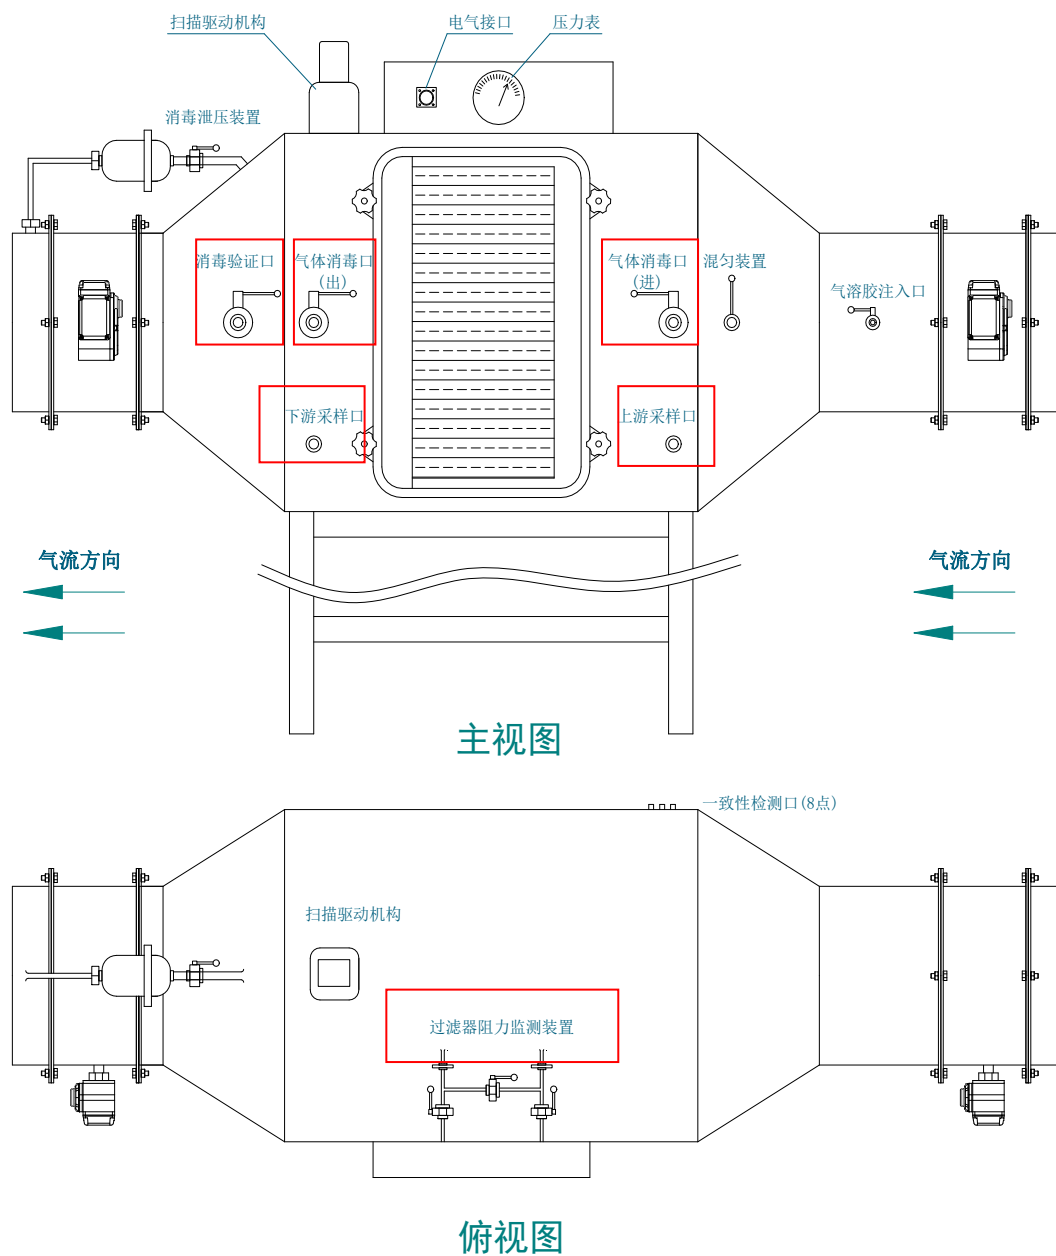 扫描驱动机构
电气接口
压力表
消毒泄压装置
消毒验证口
气体消毒口
(出)
气体消毒口
(进)
混匀装置
气溶胶注入口
下游采样口
上游采样口
气流方向
气流方向
主视图
一致性检测口(8点)
扫描驱动机构
过滤器阻力监测装置
俯视图